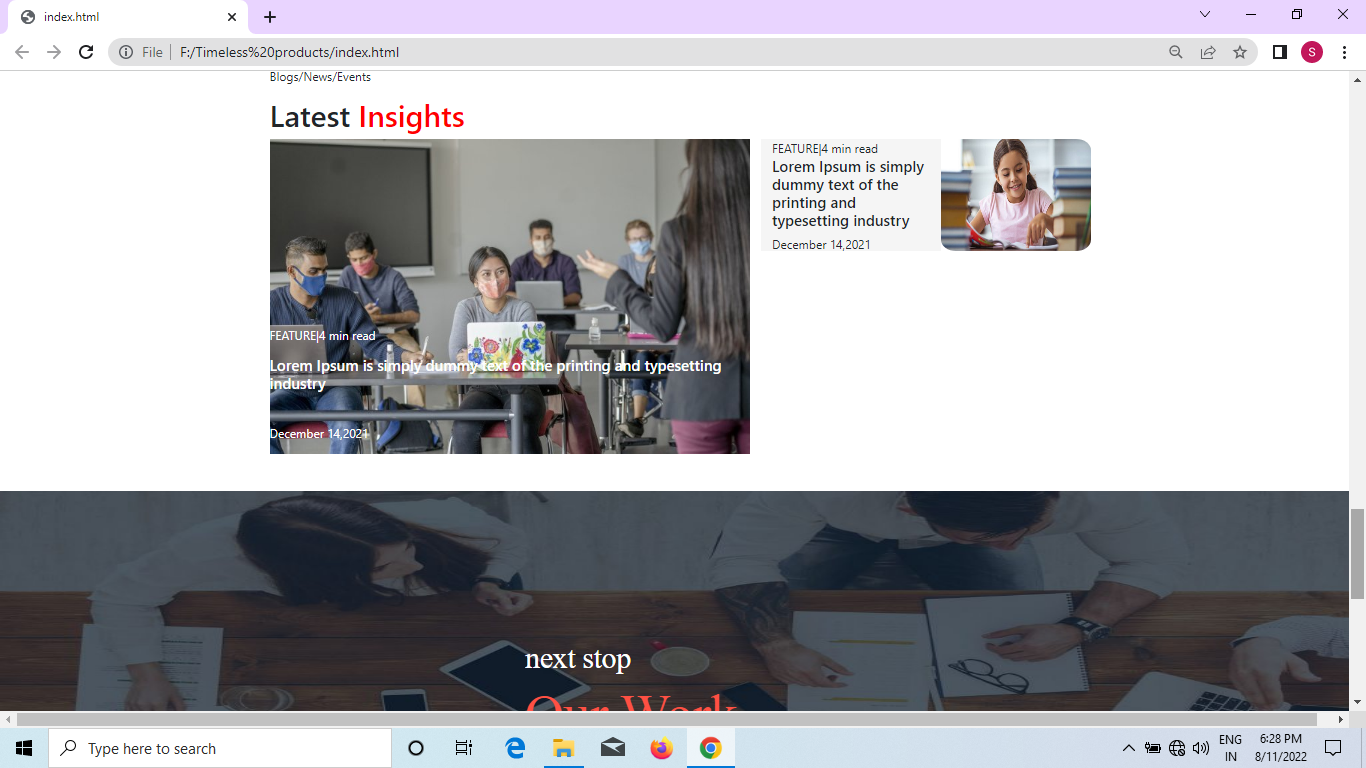 index.html
File
F:/Timeless%20products/index.html
S
Blogs/News/Events
Latest Insights
FEATURE|4 min read
Lorem Ipsum is simply dummy text of the printing and typesetting
industry
December 14,2021
FEATURE|4 min read
Lorem Ipsum is simply
dummy text of the
printing and
typesetting industry
December 14,2021
next stop
Our Work
Type here to search
ENG
IN
6:28 PM
8/11/2022